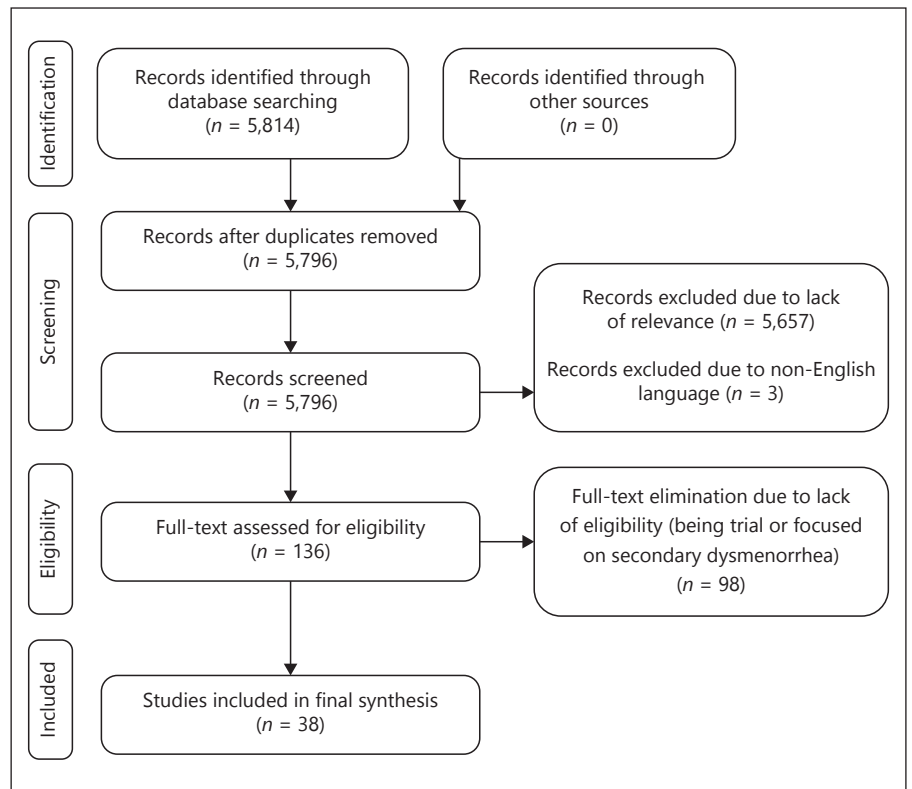 Identification
Records identified through
database searching
(n = 5,814)
Records identified through
other sources
(n = 0)
Screening
Records after duplicates removed
(n = 5,796)
Records screened
(n = 5,796)
Records excluded due to lack
of relevance (n = 5,657)
Records excluded due to non-English
language (n = 3)
Eligibility
Full-text assessed for eligibility
(n = 136)
Full-text elimination due to lack
of eligibility (being trial or focused
on secondary dysmenorrhea)
(n = 98)
Included
Studies included in final synthesis
(n = 38)